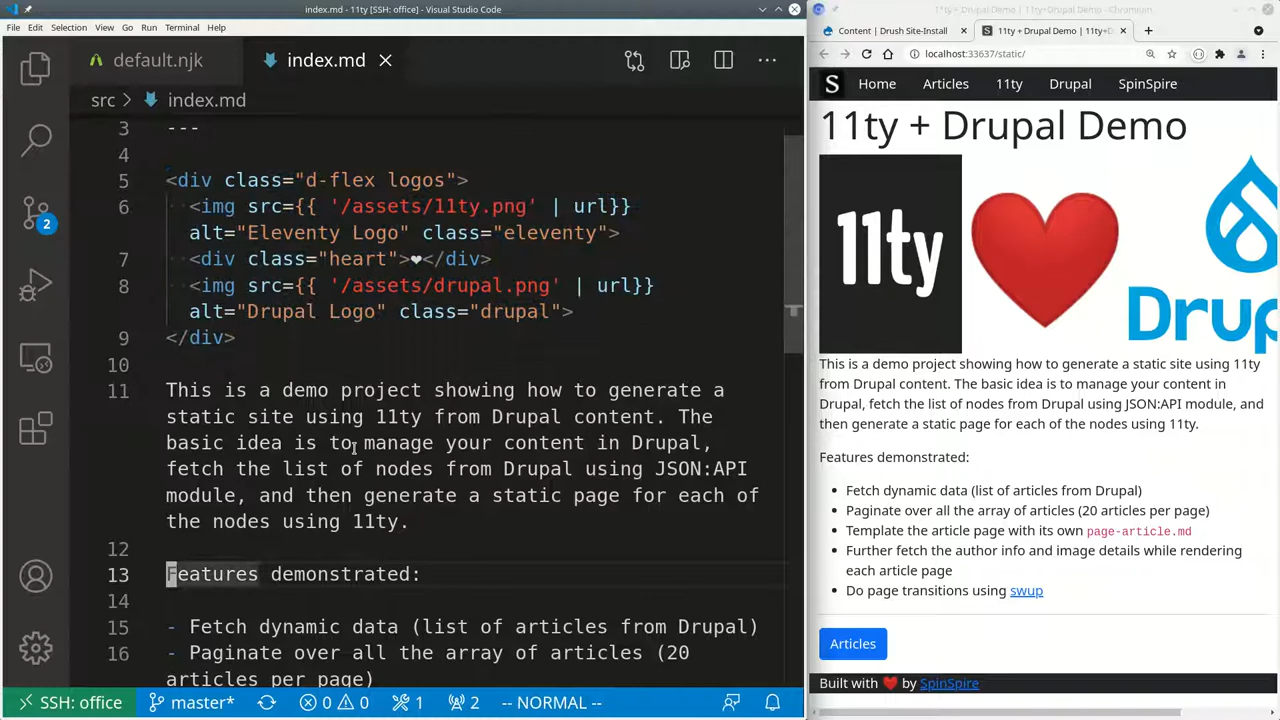 index.md - 11ty [SSH: office] - Visual Studio Code
File Edit Selection View Go Run Terminal Help
default.njk
index.md
src > index.md
3 ---
4
5 <div class="d-flex logos">
6 <img src={{ '/assets/11ty.png' | url}}
alt="Eleventy Logo" class="eleventy">
7 <div class="heart">❤</div>
8 <img src={{ '/assets/drupal.png' | url}}
alt="Drupal Logo" class="drupal">
9 </div>
10
11 This is a demo project showing how to generate a
static site using 11ty from Drupal content. The
basic idea is to manage your content in Drupal,
fetch the list of nodes from Drupal using JSON:API
module, and then generate a static page for each of
the nodes using 11ty.
12
13 Features demonstrated:
14
15 - Fetch dynamic data (list of articles from Drupal)
16 - Paginate over all the array of articles (20
articles per page)
2
SSH: office master* 0 0 1 2 -- NORMAL --
11ty + Drupal Demo | 11ty+Drupal Demo - Chromium
Content | Drush Site-Install
11ty + Drupal Demo | 11ty+D
localhost:33637/static/
S Home Articles 11ty Drupal SpinSpire
11ty + Drupal Demo
11ty
Drup
This is a demo project showing how to generate a static site using 11ty
from Drupal content. The basic idea is to manage your content in
Drupal, fetch the list of nodes from Drupal using JSON:API module, and
then generate a static page for each of the nodes using 11ty.
Features demonstrated:
• Fetch dynamic data (list of articles from Drupal)
• Paginate over all the array of articles (20 articles per page)
• Template the article page with its own page-article.md
• Further fetch the author info and image details while rendering
each article page
• Do page transitions using swup
Articles
Built with ❤️ by SpinSpire